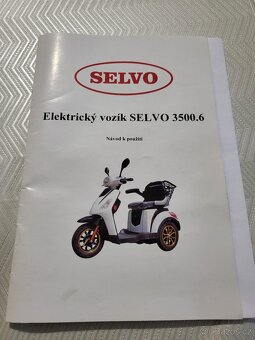 SELVO
Elektrický vozík SELVO 3500.6
Návod k použití